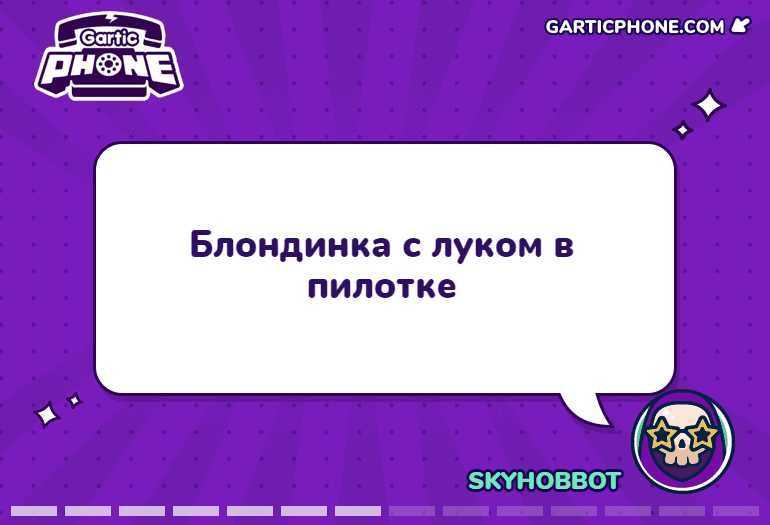 Gartic
PHONE
GARTICPHONE.COM
Блондинка с луком в
пилотке
SKYHOBBOT